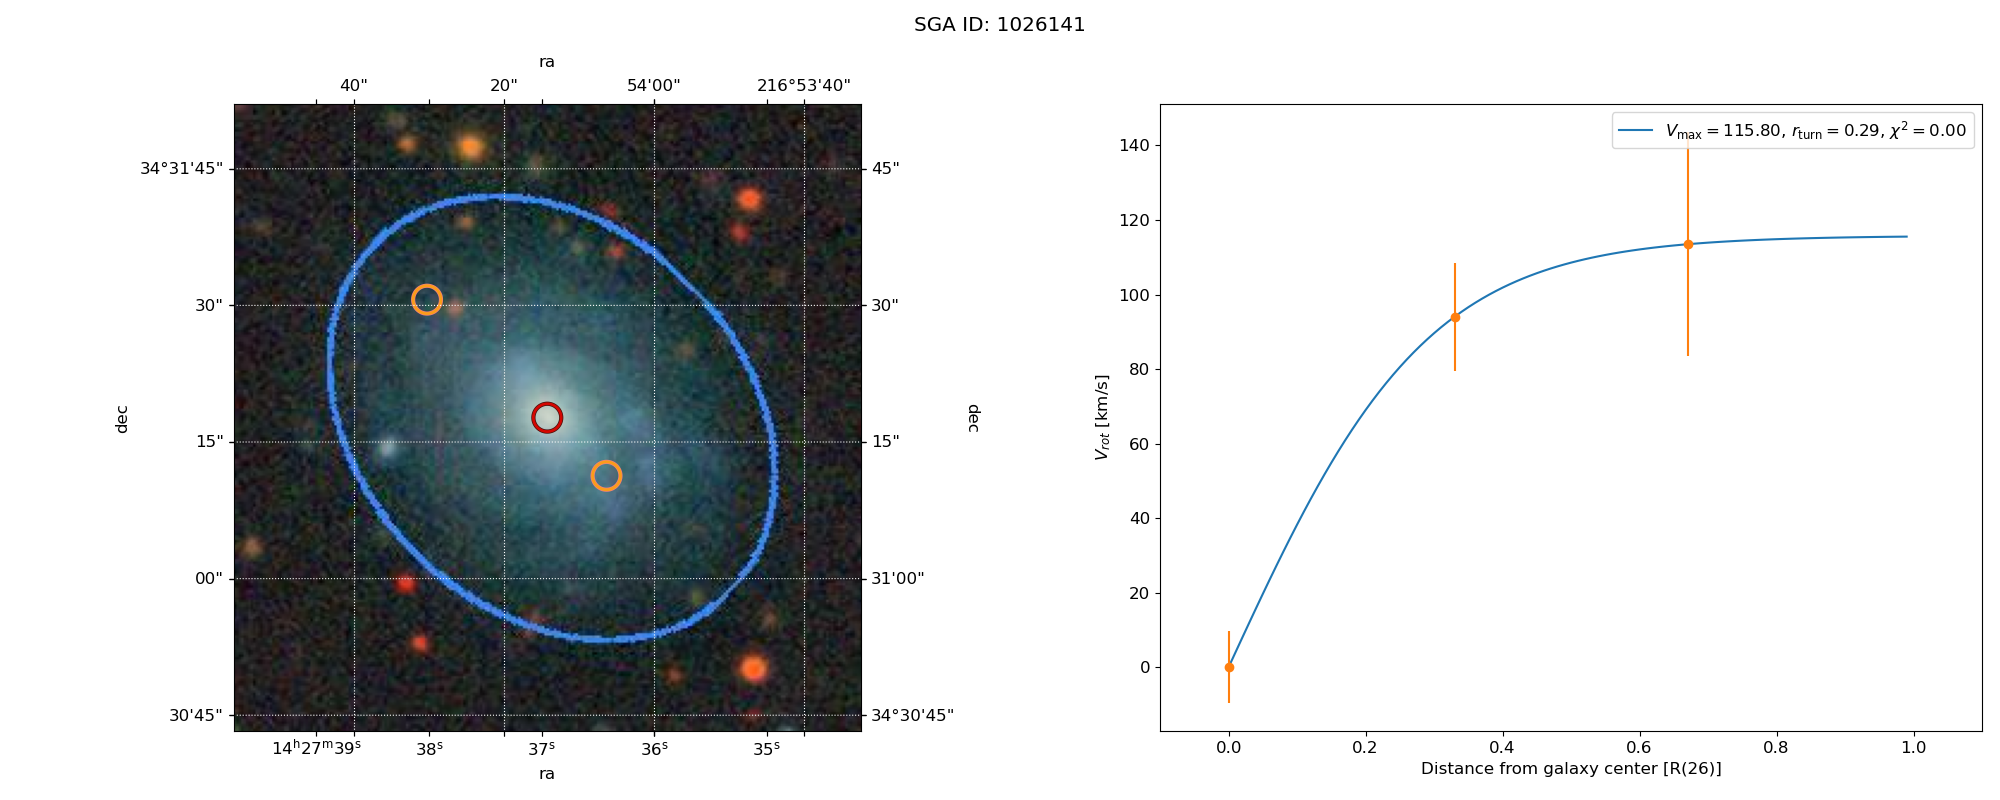 SGA ID: 1026141
ra
40" 20" 54'00" 216°53'40"
34°31'45" 45"
30" 30"
dec dec
15" 15"
00" 31'00"
30'45" 34°30'45"
14h27m39s 38s 37s 36s 35s
ra
V_max = 115.80, r_turn = 0.29, χ² = 0.00
140
120
100
80
60
40
20
0
V_rot [km/s]
0.0 0.2 0.4 0.6 0.8 1.0
Distance from galaxy center [R(26)]